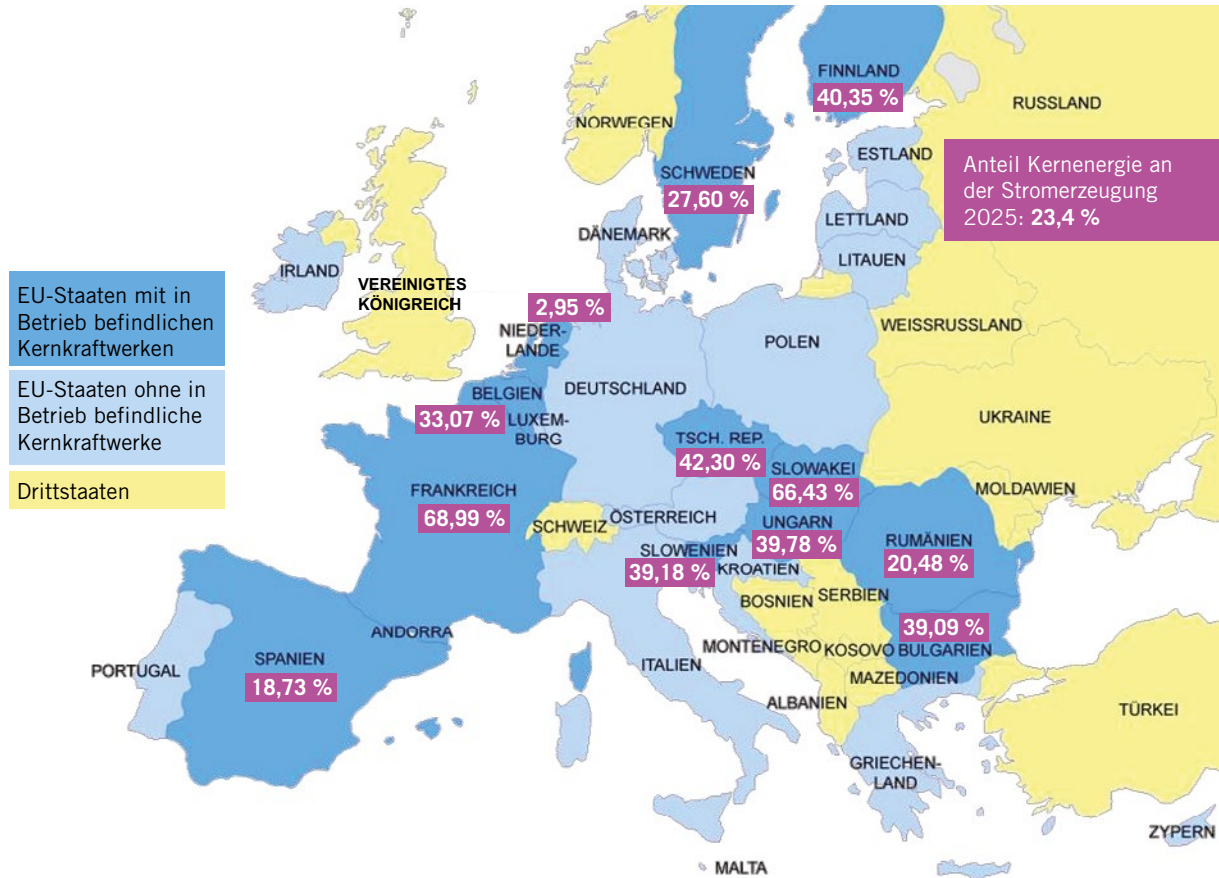 FINNLAND
40,35 %
RUSSLAND
NORWEGEN
SCHWEDEN
27,60 %
ESTLAND
Anteil Kernenergie an
der Stromerzeugung
2025: 23,4 %
LETTLAND
DÄNEMARK
LITAUEN
IRLAND
VEREINIGTES
KÖNIGREICH
EU-Staaten mit in
Betrieb befindlichen
Kernkraftwerken
2,95 %
NIEDER-
LANDE
WEISSRUSSLAND
POLEN
EU-Staaten ohne in
Betrieb befindliche
Kernkraftwerke
DEUTSCHLAND
BELGIEN
33,07 %
LUXEM-
BURG
UKRAINE
TSCH. REP.
42,30 %
SLOWAKEI
66,43 %
Drittstaaten
FRANKREICH
68,99 %
MOLDAWIEN
SCHWEIZ
ÖSTERREICH
UNGARN
39,78 %
RUMÄNIEN
20,48 %
SLOWENIEN
39,18 %
KROATIEN
BOSNIEN
SERBIEN
39,09 %
ANDORRA
MONTENEGRO
KOSOVO
BULGARIEN
PORTUGAL
SPANIEN
18,73 %
ITALIEN
MAZEDONIEN
ALBANIEN
TÜRKEI
GRIECHEN-
LAND
ZYPERN
MALTA